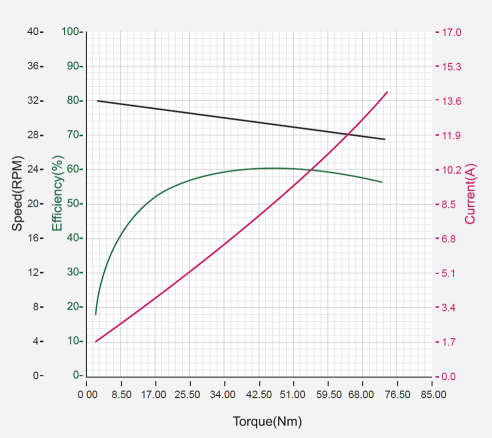 40- 100- -17.0
36- 90- -15.3
32- 80- -13.6
28- 70- -11.9
24- 60- -10.2
20- 50- -8.5
16- 40- -6.8
12- 30- -5.1
8- 20- -3.4
4- 10- -1.7
0- 0- -0.0
Speed(RPM)
Efficiency(%)
Current(A)
0 00 8.50 17.00 25.50 34.00 42.50 51.00 59.50 68.00 76.50 85.00
Torque(Nm)